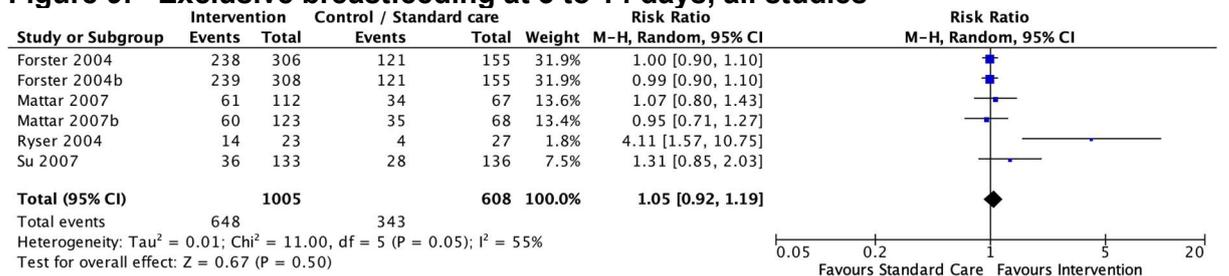 Intervention Control / Standard care Risk Ratio Risk Ratio
Study or Subgroup Events Total Events Total Weight M-H, Random, 95% CI M-H, Random, 95% CI
Forster 2004 238 306 121 155 31.9% 1.00 [0.90, 1.10]
Forster 2004b 239 308 121 155 31.9% 0.99 [0.90, 1.10]
Mattar 2007 61 112 34 67 13.6% 1.07 [0.80, 1.43]
Mattar 2007b 60 123 35 68 13.4% 0.95 [0.71, 1.27]
Ryser 2004 14 23 4 27 1.8% 4.11 [1.57, 10.75]
Su 2007 36 133 28 136 7.5% 1.31 [0.85, 2.03]
Total (95% CI) 1005 608 100.0% 1.05 [0.92, 1.19]
Total events 648 343
Heterogeneity: Tau² = 0.01; Chi² = 11.00, df = 5 (P = 0.05); I² = 55%
Test for overall effect: Z = 0.67 (P = 0.50)
0.05 0.2 1 5 20
Favours Standard Care Favours Intervention